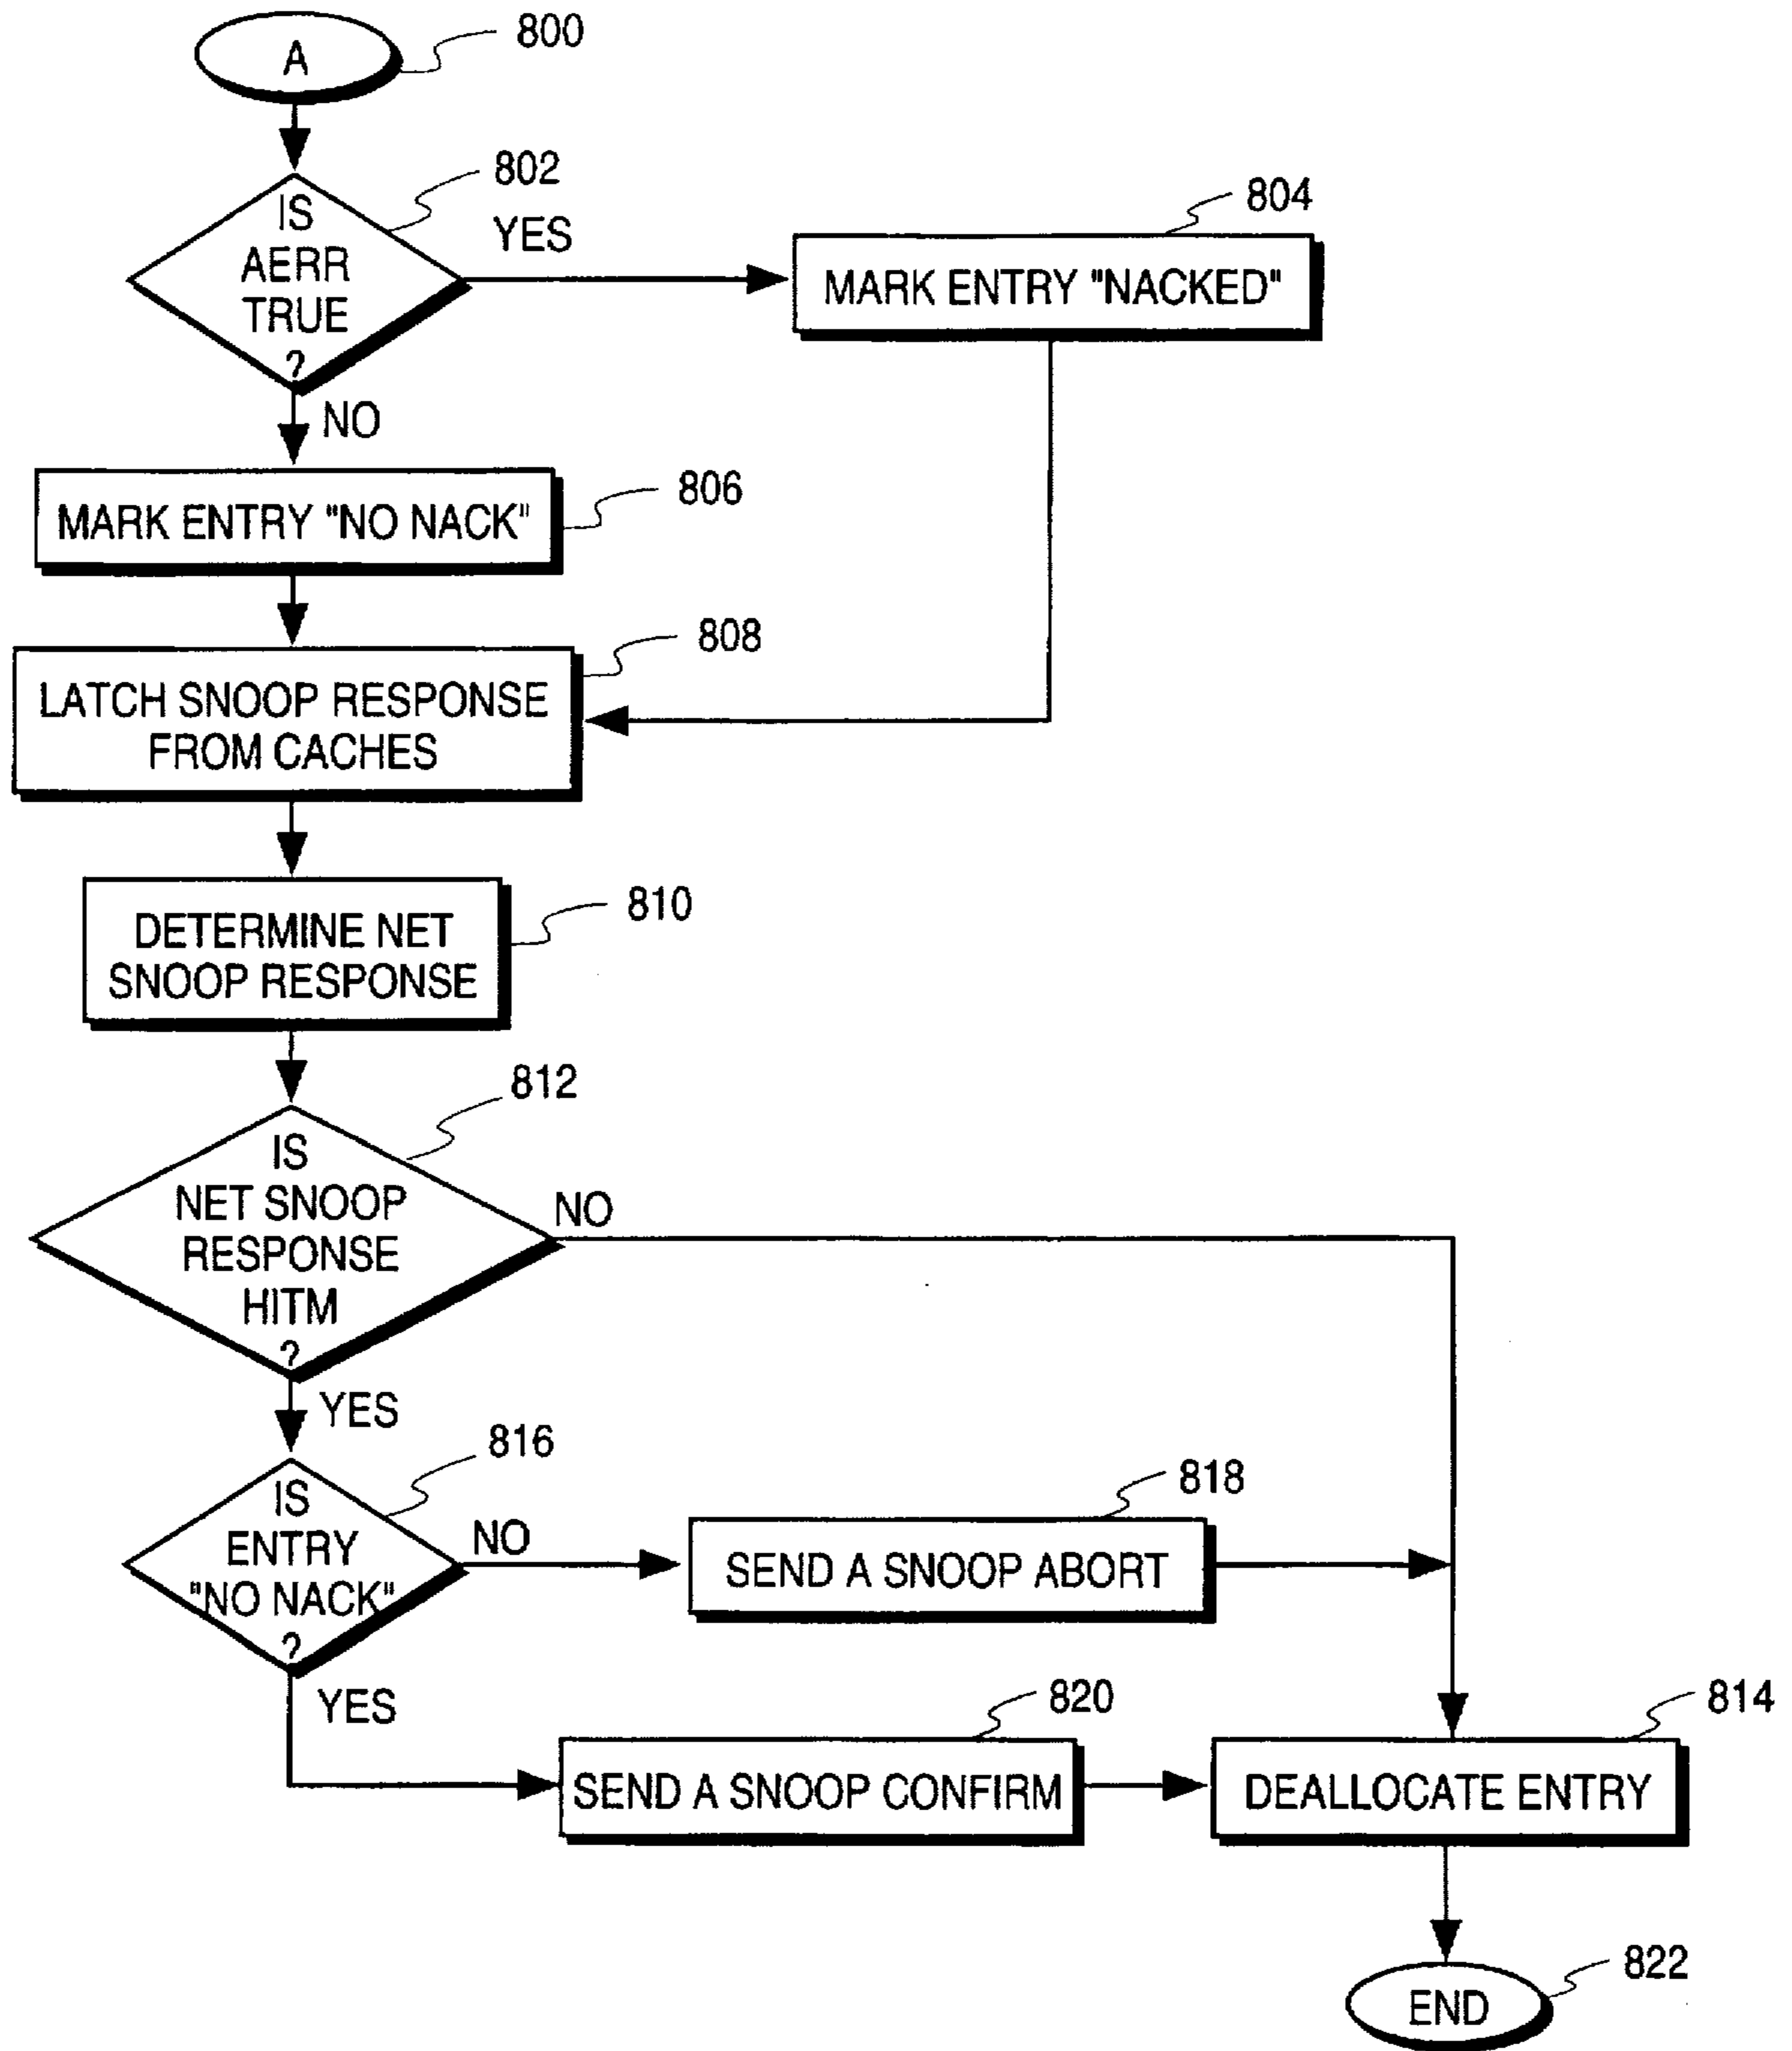 A
800
IS
AERR
TRUE
?
802
YES
MARK ENTRY "NACKED"
804
NO
MARK ENTRY "NO NACK"
806
LATCH SNOOP RESPONSE
FROM CACHES
808
DETERMINE NET
SNOOP RESPONSE
810
IS
NET SNOOP
RESPONSE
HITM
?
812
NO
YES
IS
ENTRY
"NO NACK"
?
816
NO
SEND A SNOOP ABORT
818
YES
SEND A SNOOP CONFIRM
820
DEALLOCATE ENTRY
814
END
822